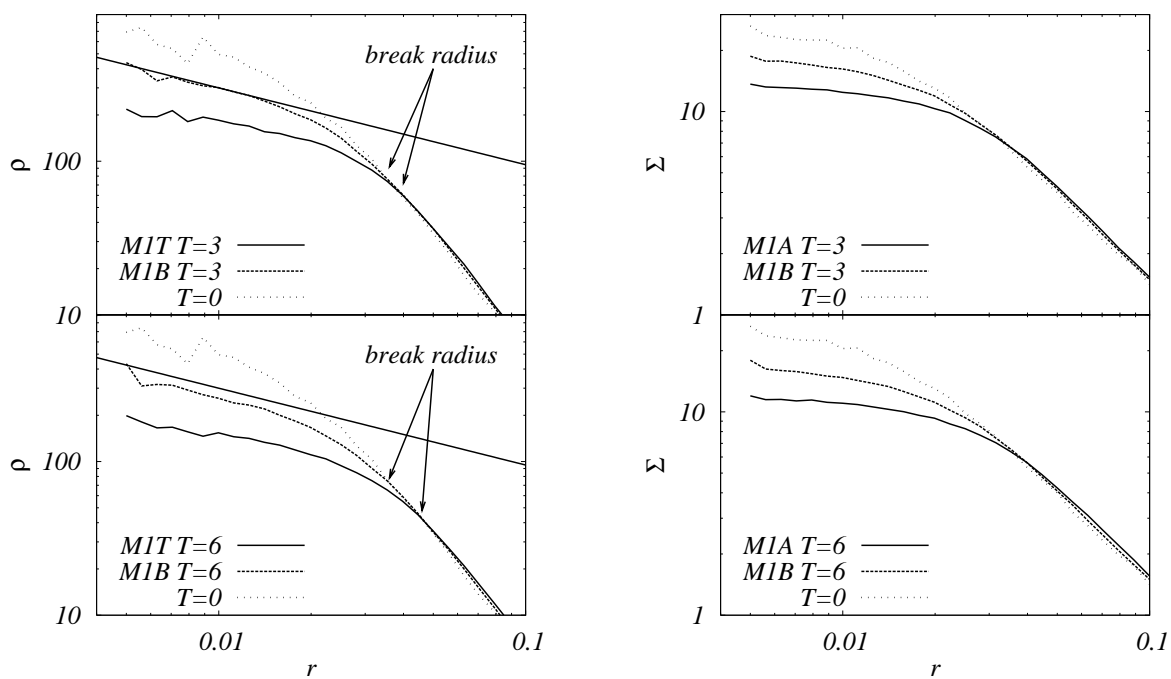 break radius
ρ
100
10
M1T T=3
M1B T=3
T=0
Σ
10
1
M1A T=3
M1B T=3
T=0
break radius
ρ
100
10
M1T T=6
M1B T=6
T=0
0.01
0.1
r
Σ
10
1
M1A T=6
M1B T=6
T=0
0.01
0.1
r